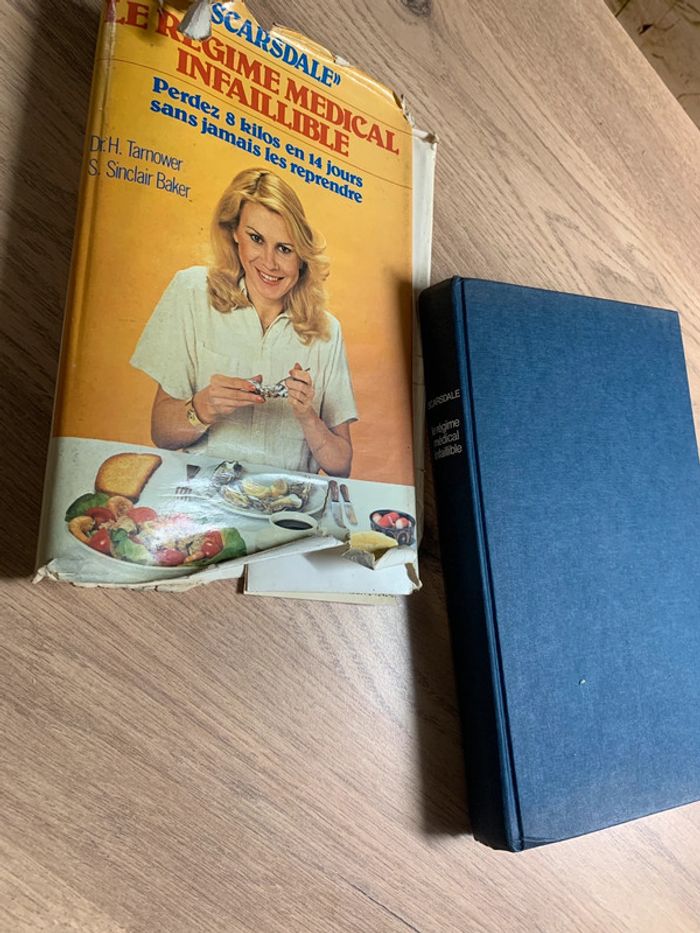 SCARSDALE»
LE RÉGIME MEDICAL
INFAILLIBLE
Perdez 8 kilos en 14 jours
sans jamais les reprendre
Dr. H. Tarnower
S. Sinclair Baker
SCARSDALE
le régime
médical
infaillible